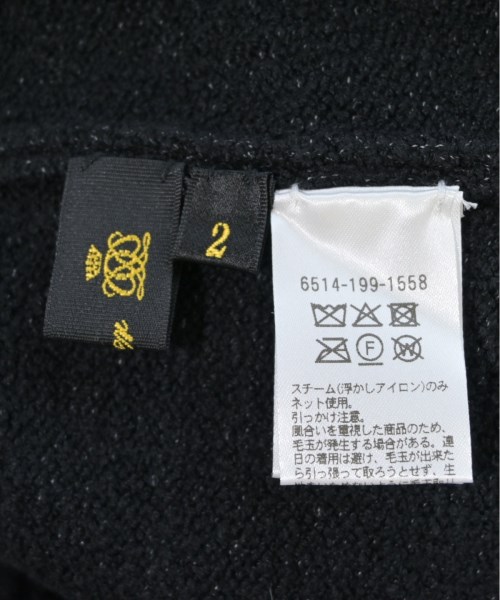 2
6514-199-1558
F
W
スチーム(浮かしアイロン)のみ
ネット使用。
引っかけ注意。
風合いを重視した商品のため、
毛玉が発生する場合がある。連
日の着用は避け、毛玉が出来た
ら引っ張って取ろうとせず、生